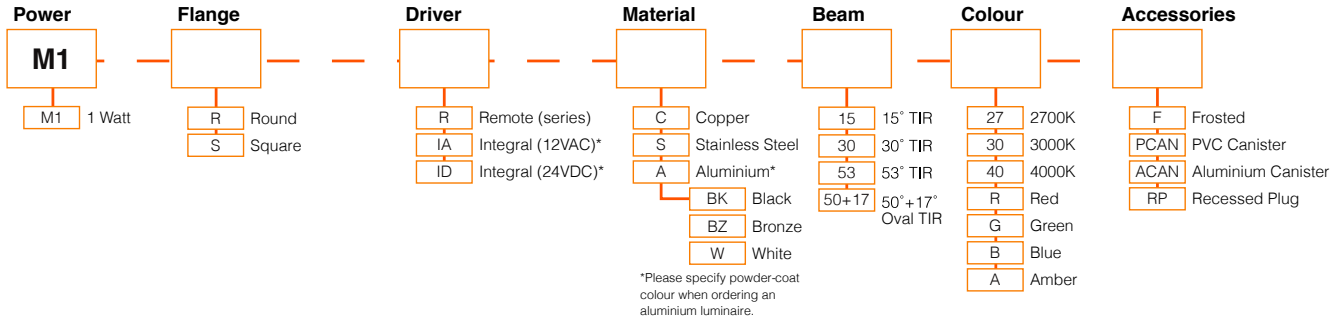 Power
M1
M1 1 Watt
Flange
R Round
S Square
Driver
R Remote (series)
IA Integral (12VAC)*
ID Integral (24VDC)*
Material
C Copper
S Stainless Steel
A Aluminium*
BK Black
BZ Bronze
W White
*Please specify powder-coat
colour when ordering an
aluminium luminaire.
Beam
15 15° TIR
30 30° TIR
53 53° TIR
50+17 50°+17°
Oval TIR
Colour
27 2700K
30 3000K
40 4000K
R Red
G Green
B Blue
A Amber
Accessories
F Frosted
PCAN PVC Canister
ACAN Aluminium Canister
RP Recessed Plug